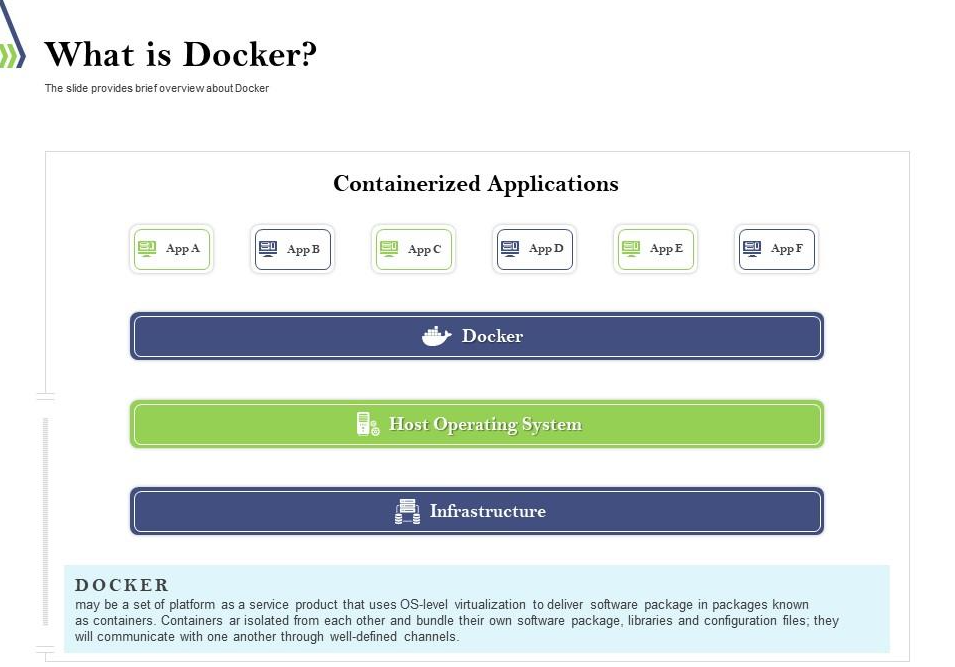 What is Docker?
The slide provides brief overview about Docker
Containerized Applications
App A App B App C App D App E App F
Docker
Host Operating System
Infrastructure
DOCKER
may be a set of platform as a service product that uses OS-level virtualization to deliver software package in packages known
as containers. Containers ar isolated from each other and bundle their own software package, libraries and configuration files; they
will communicate with one another through well-defined channels.